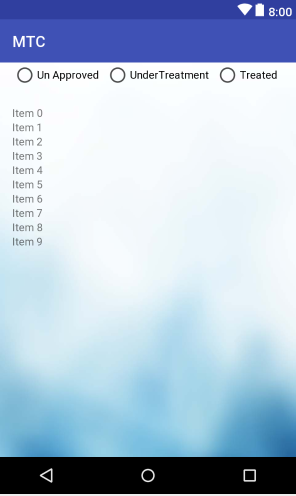 8:00
MTC
Un Approved UnderTreatment Treated
Item 0
Item 1
Item 2
Item 3
Item 4
Item 5
Item 6
Item 7
Item 8
Item 9